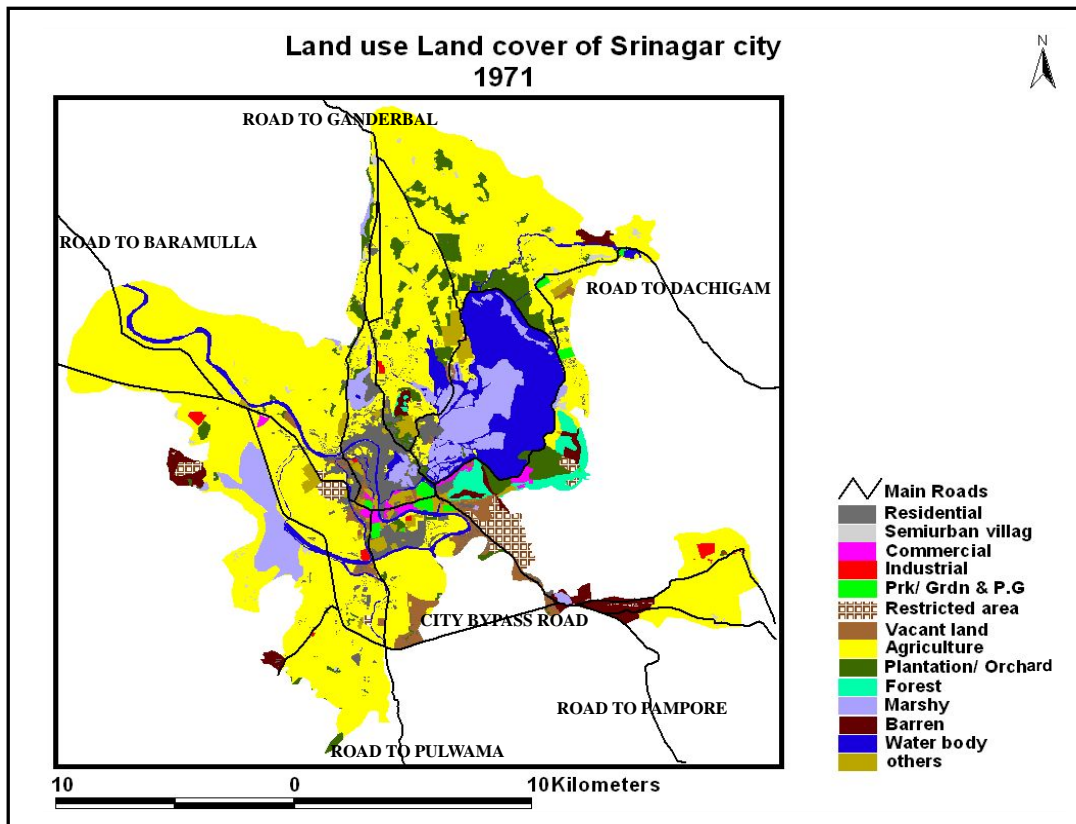 Land use Land cover of Srinagar city
1971
N
ROAD TO GANDERBAL
ROAD TO BARAMULLA
ROAD TO DACHIGAM
CITY BYPASS ROAD
ROAD TO PAMPORE
ROAD TO PULWAMA
Main Roads
Residential
Semiurban villag
Commercial
Industrial
Prk/ Grdn & P.G
Restricted area
Vacant land
Agriculture
Plantation/ Orchard
Forest
Marshy
Barren
Water body
others
10 0 10 Kilometers